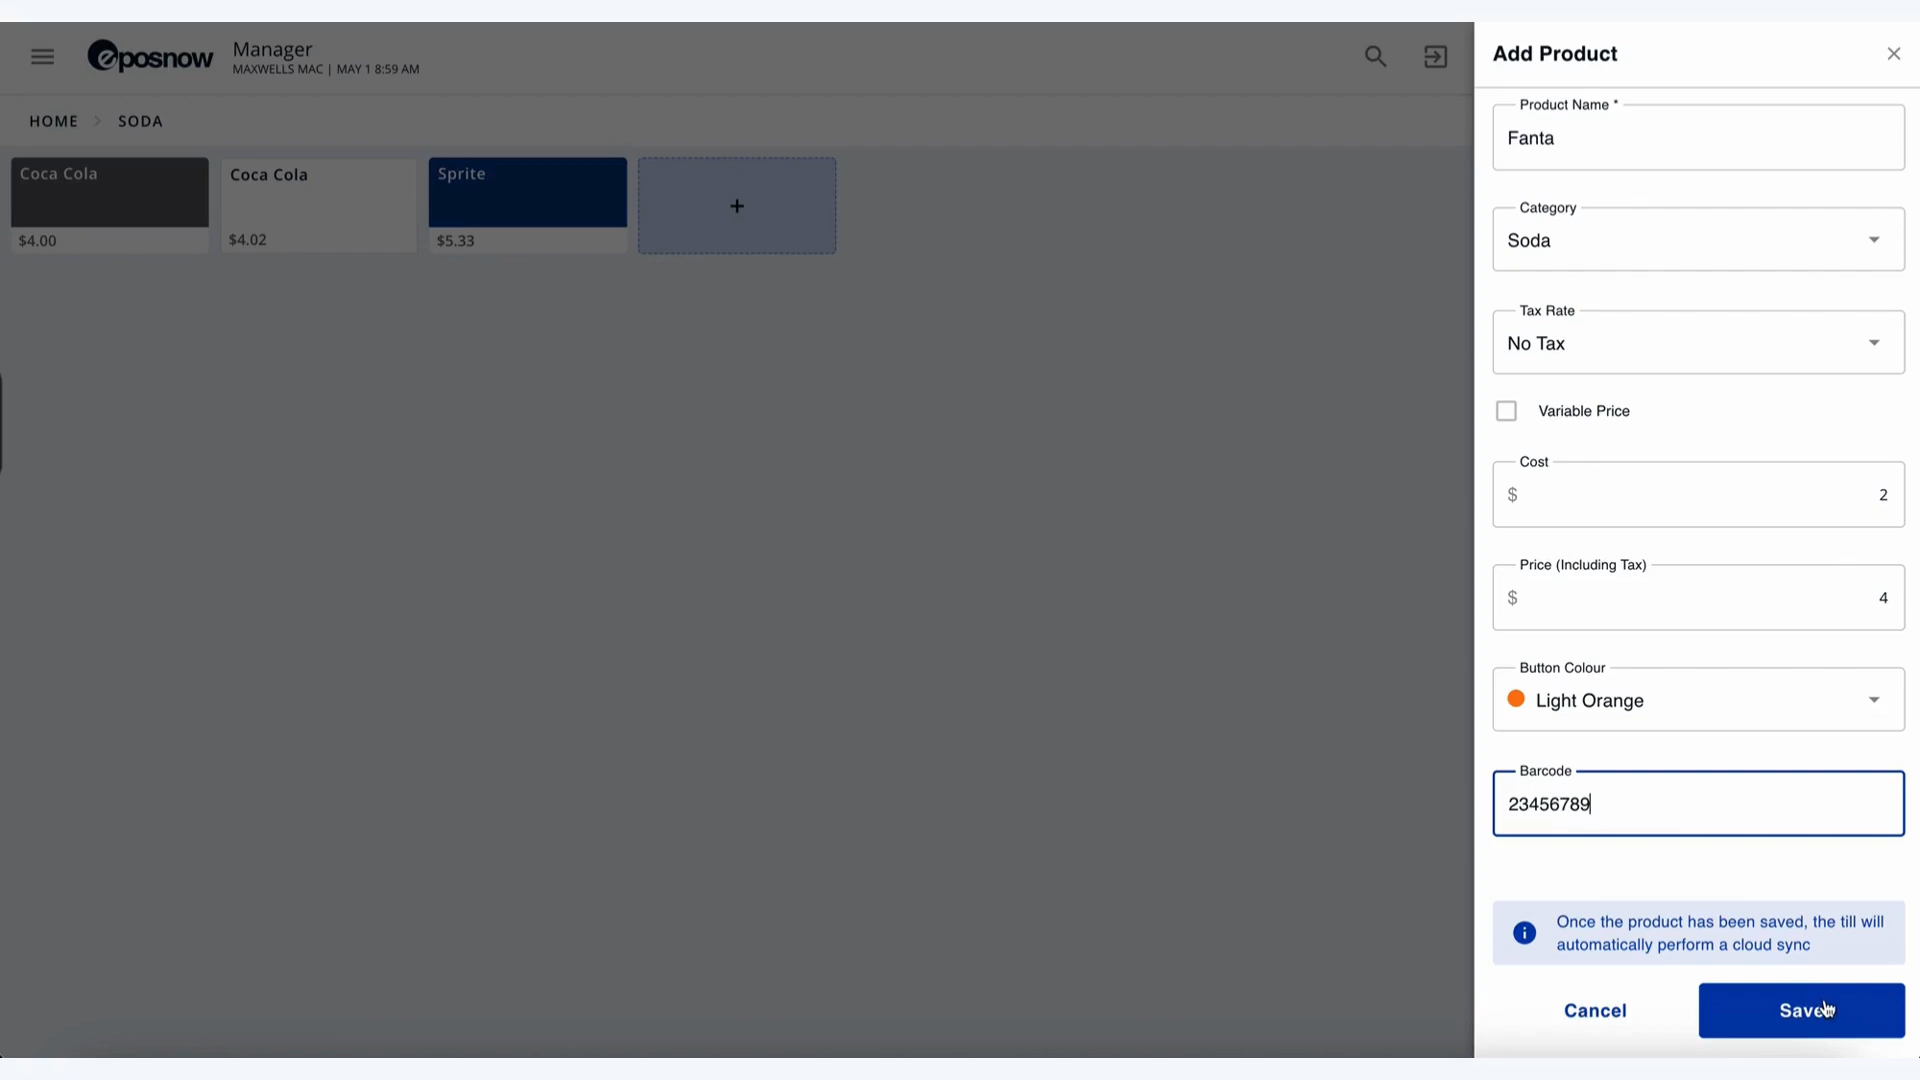 eposnow
Manager
MAXWELLS MAC | MAY 1 8:59 AM
HOME > SODA
Coca Cola
$4.00
Coca Cola
$4.02
Sprite
$5.33
+
Add Product
Product Name *
Fanta
Category
Soda
Tax Rate
No Tax
Variable Price
Cost
$ 2
Price (Including Tax)
$ 4
Button Colour
Light Orange
Barcode
23456789
Once the product has been saved, the till will
automatically perform a cloud sync
Cancel
Save